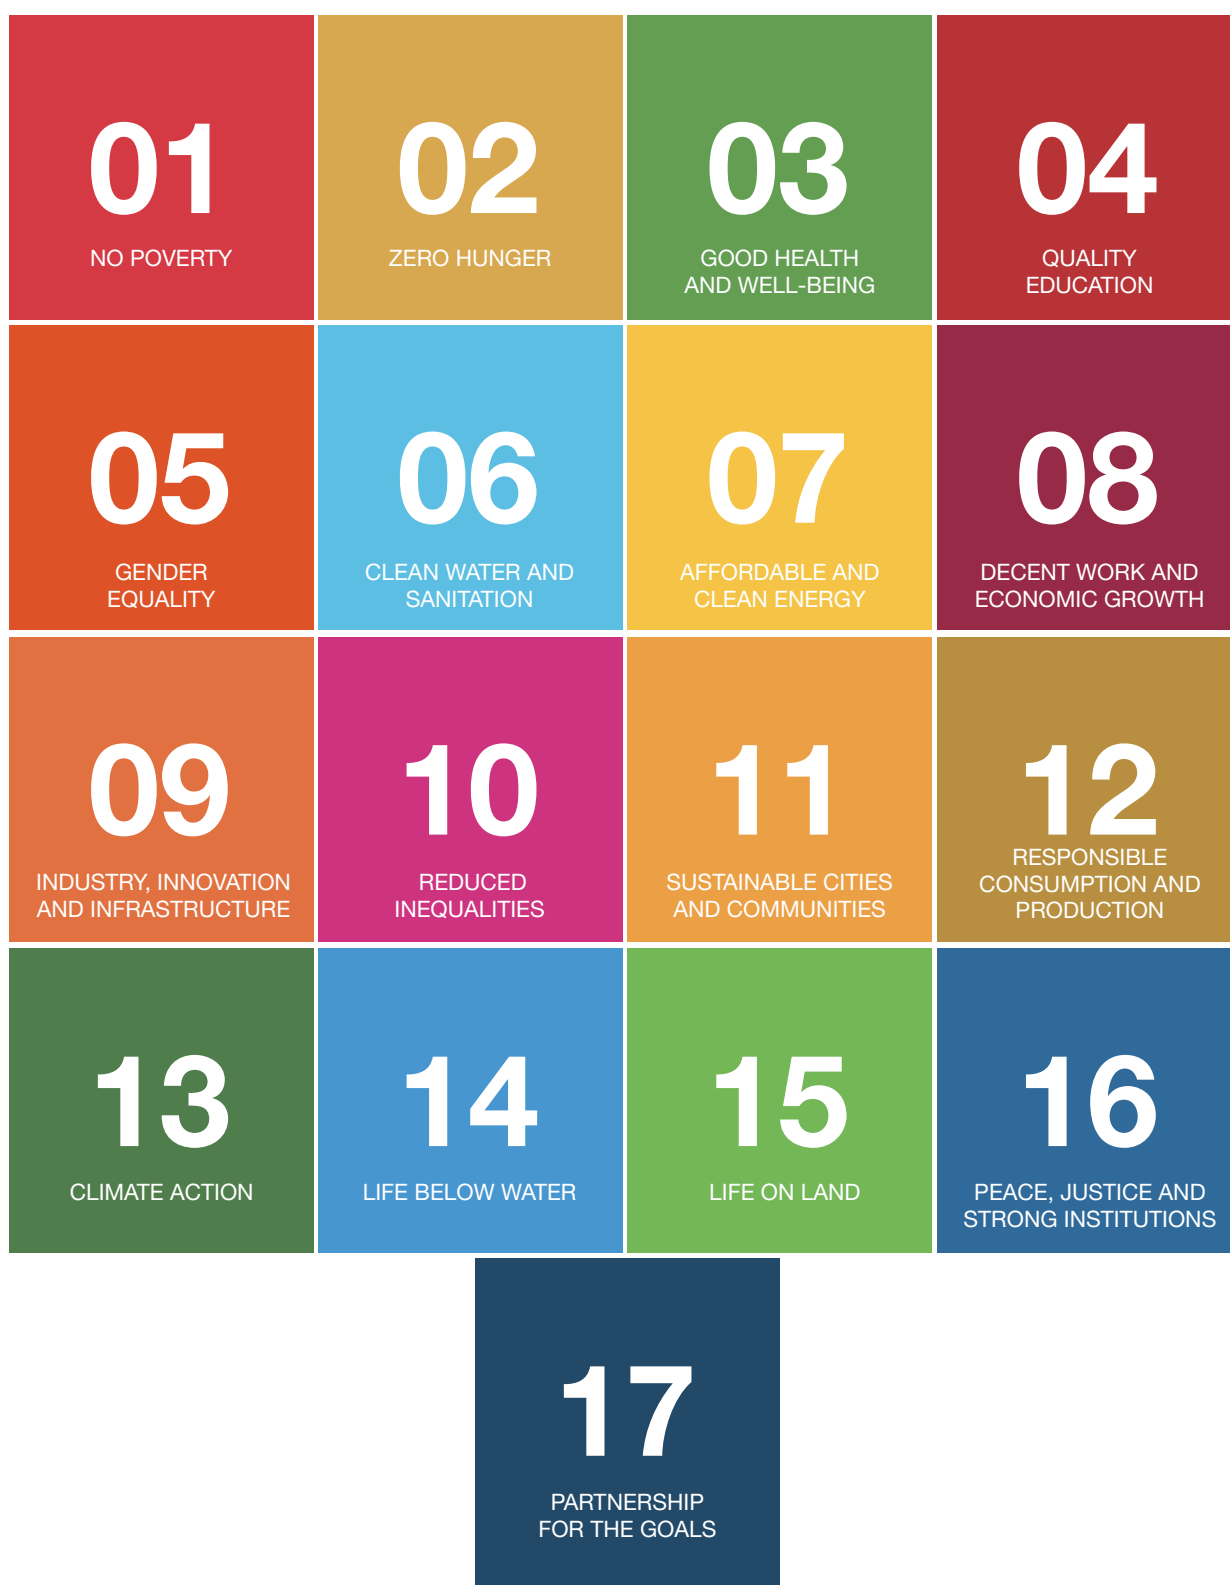 01
NO POVERTY
02
ZERO HUNGER
03
GOOD HEALTH
AND WELL-BEING
04
QUALITY
EDUCATION
05
GENDER
EQUALITY
06
CLEAN WATER AND
SANITATION
07
AFFORDABLE AND
CLEAN ENERGY
08
DECENT WORK AND
ECONOMIC GROWTH
09
INDUSTRY, INNOVATION
AND INFRASTRUCTURE
10
REDUCED
INEQUALITIES
11
SUSTAINABLE CITIES
AND COMMUNITIES
12
RESPONSIBLE
CONSUMPTION AND
PRODUCTION
13
CLIMATE ACTION
14
LIFE BELOW WATER
15
LIFE ON LAND
16
PEACE, JUSTICE AND
STRONG INSTITUTIONS
17
PARTNERSHIP
FOR THE GOALS